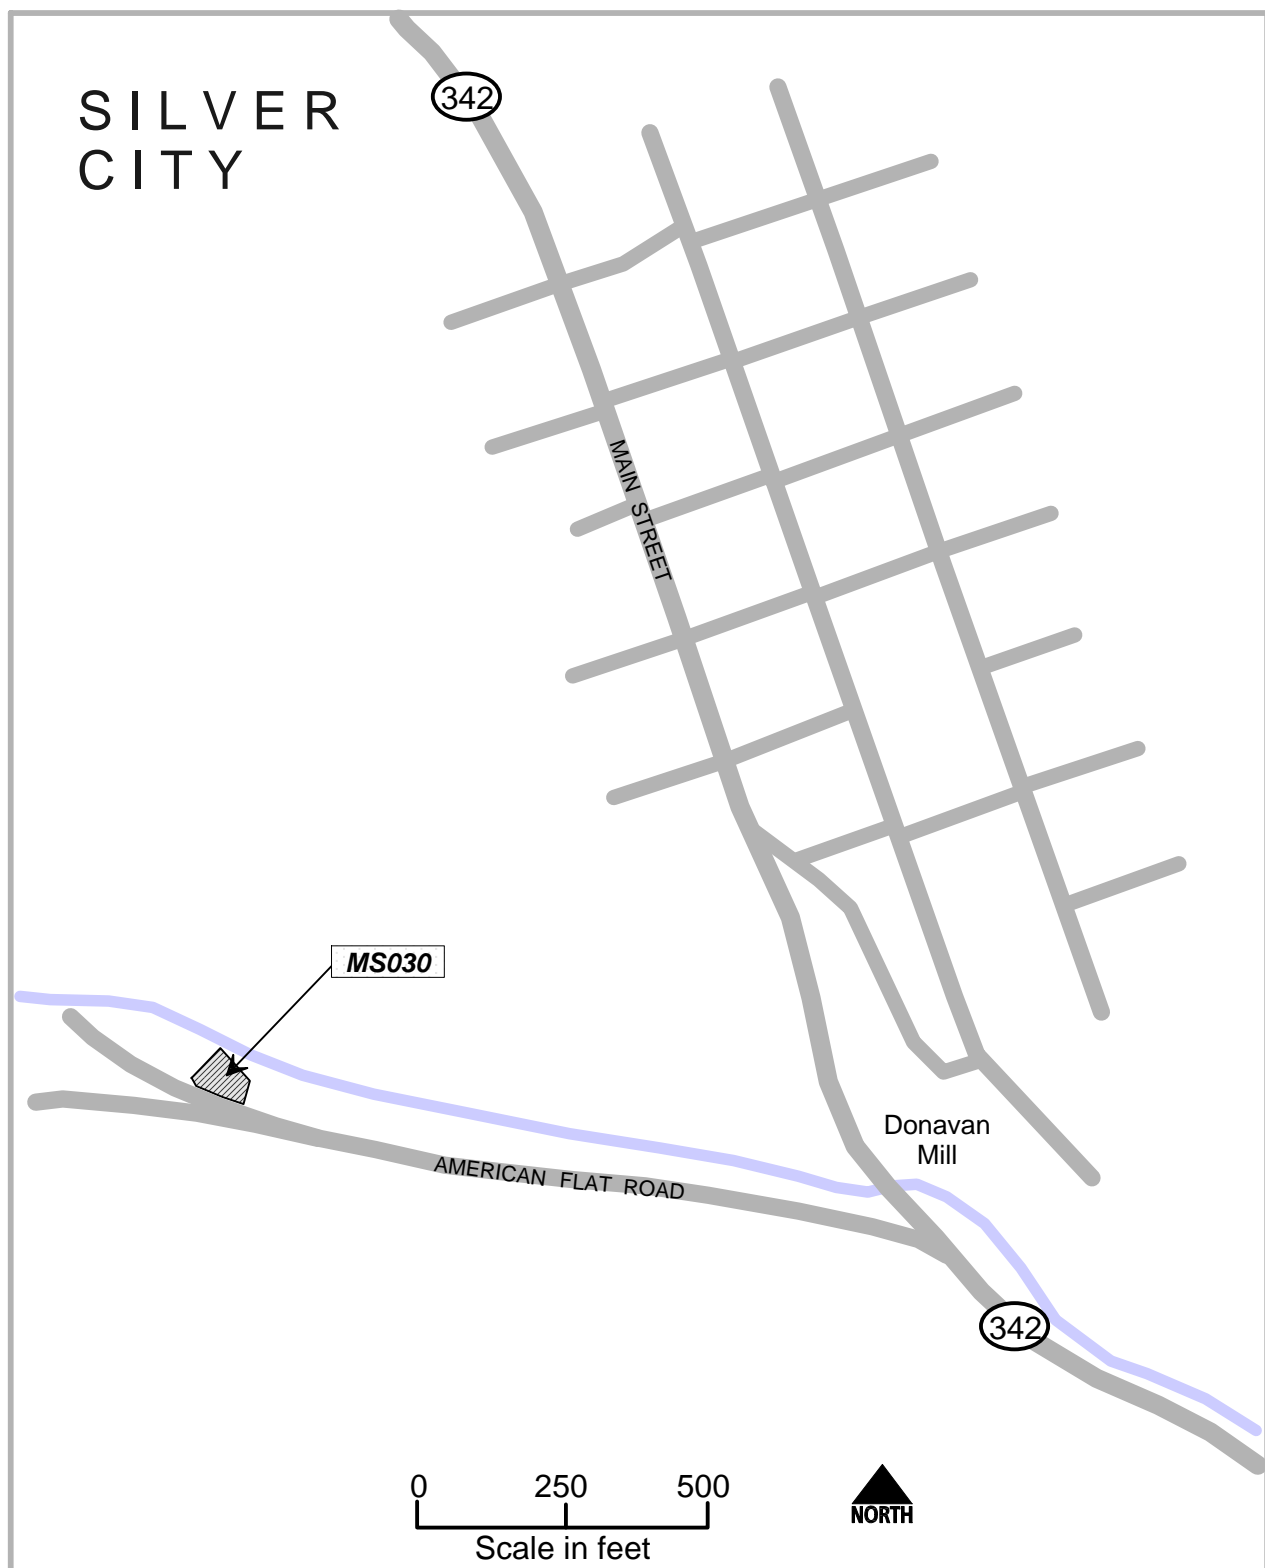 SILVER
CITY
342
MAIN STREET
MS030
Donavan
Mill
AMERICAN FLAT ROAD
342
0 250 500
Scale in feet
NORTH